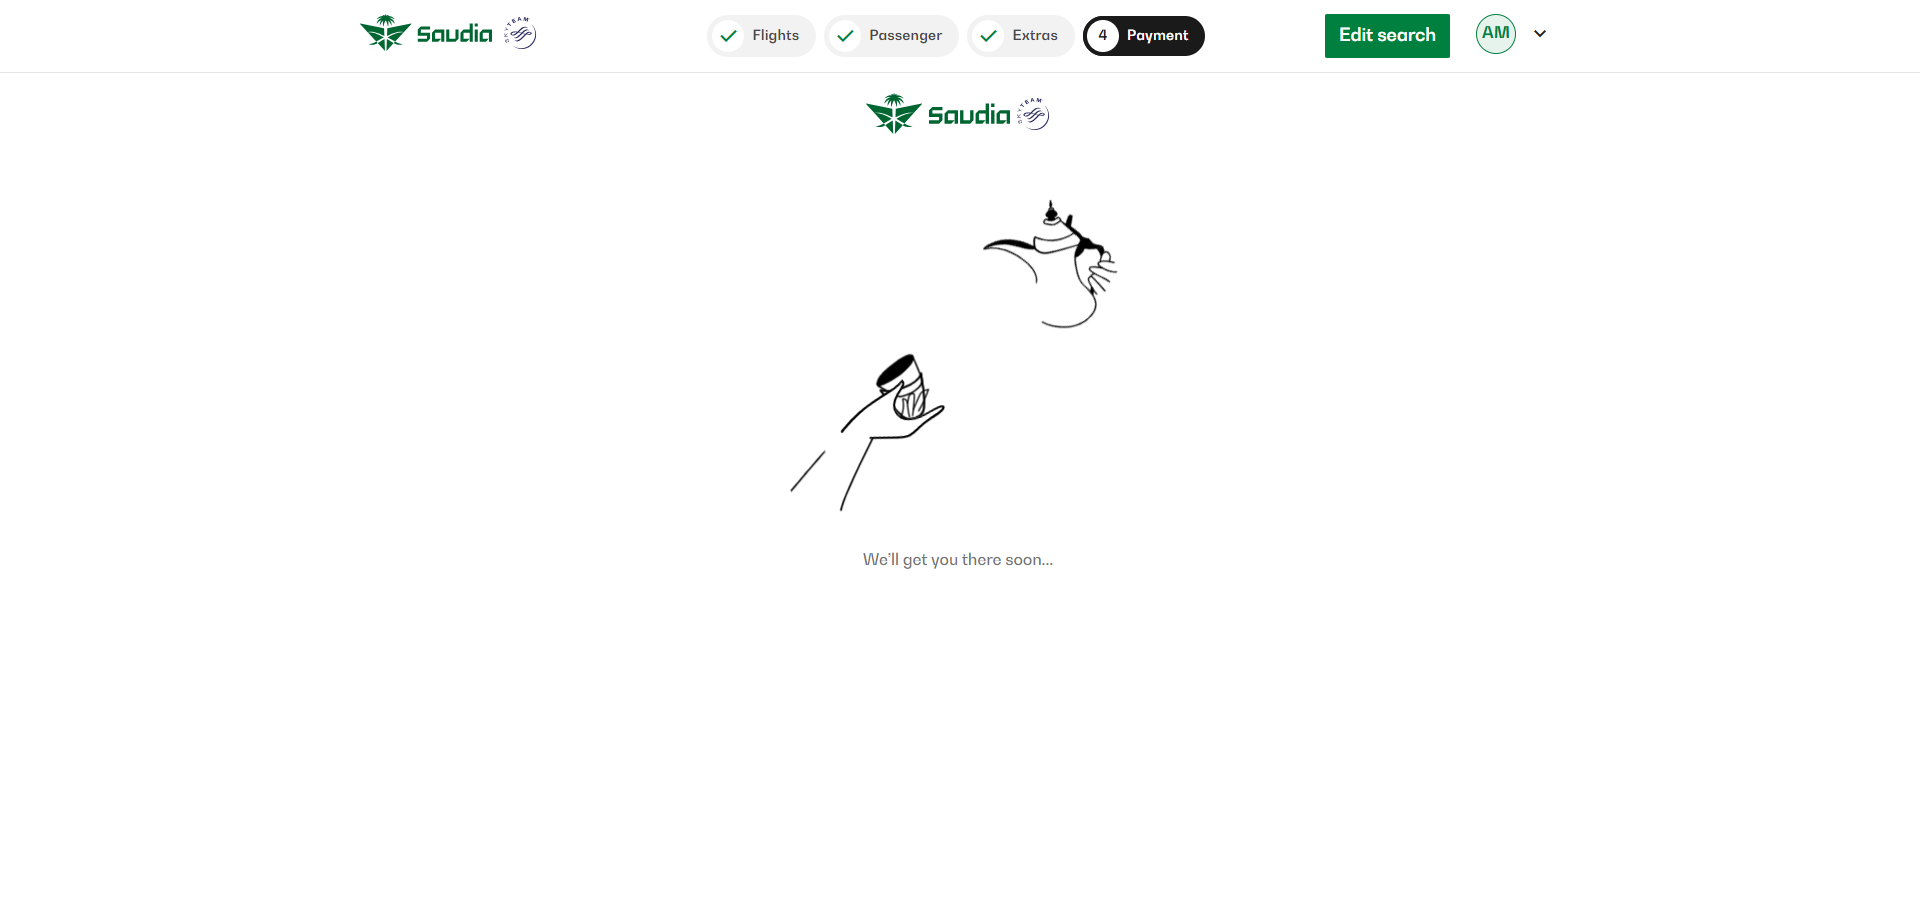 Saudia SKYTEAM
Flights
Passenger
Extras
4 Payment
Edit search
AM
Saudia SKYTEAM
We'll get you there soon...